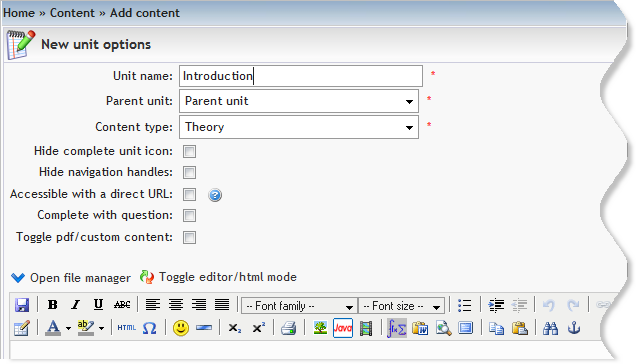 Home » Content » Add content
New unit options
Unit name: Introduction *
Parent unit: Parent unit *
Content type: Theory *
Hide complete unit icon:
Hide navigation handles:
Accessible with a direct URL: ?
Complete with question:
Toggle pdf/custom content:
Open file manager Toggle editor/html mode
B I U ABC -- Font family -- -- Font size --
A ab HTML Ω x₂ x² Java f∞Σ